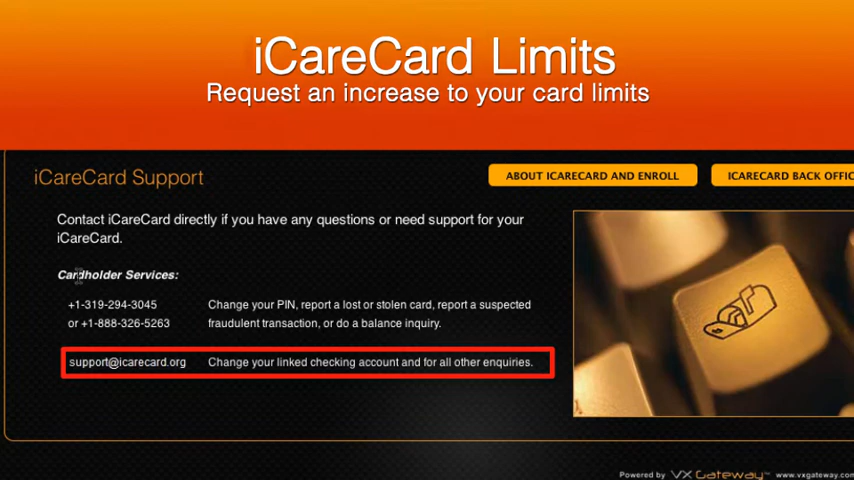 iCareCard Limits
Request an increase to your card limits
iCareCard Support
ABOUT ICARECARD AND ENROLL
ICARECARD BACK OFFIC
Contact iCareCard directly if you have any questions or need support for your
iCareCard.
Cardholder Services:
+1-319-294-3045 Change your PIN, report a lost or stolen card, report a suspected
or +1-888-326-5263 fraudulent transaction, or do a balance inquiry.
support@icarecard.org Change your linked checking account and for all other enquiries.
Powered by VX Gateway™ www.vxgateway.com